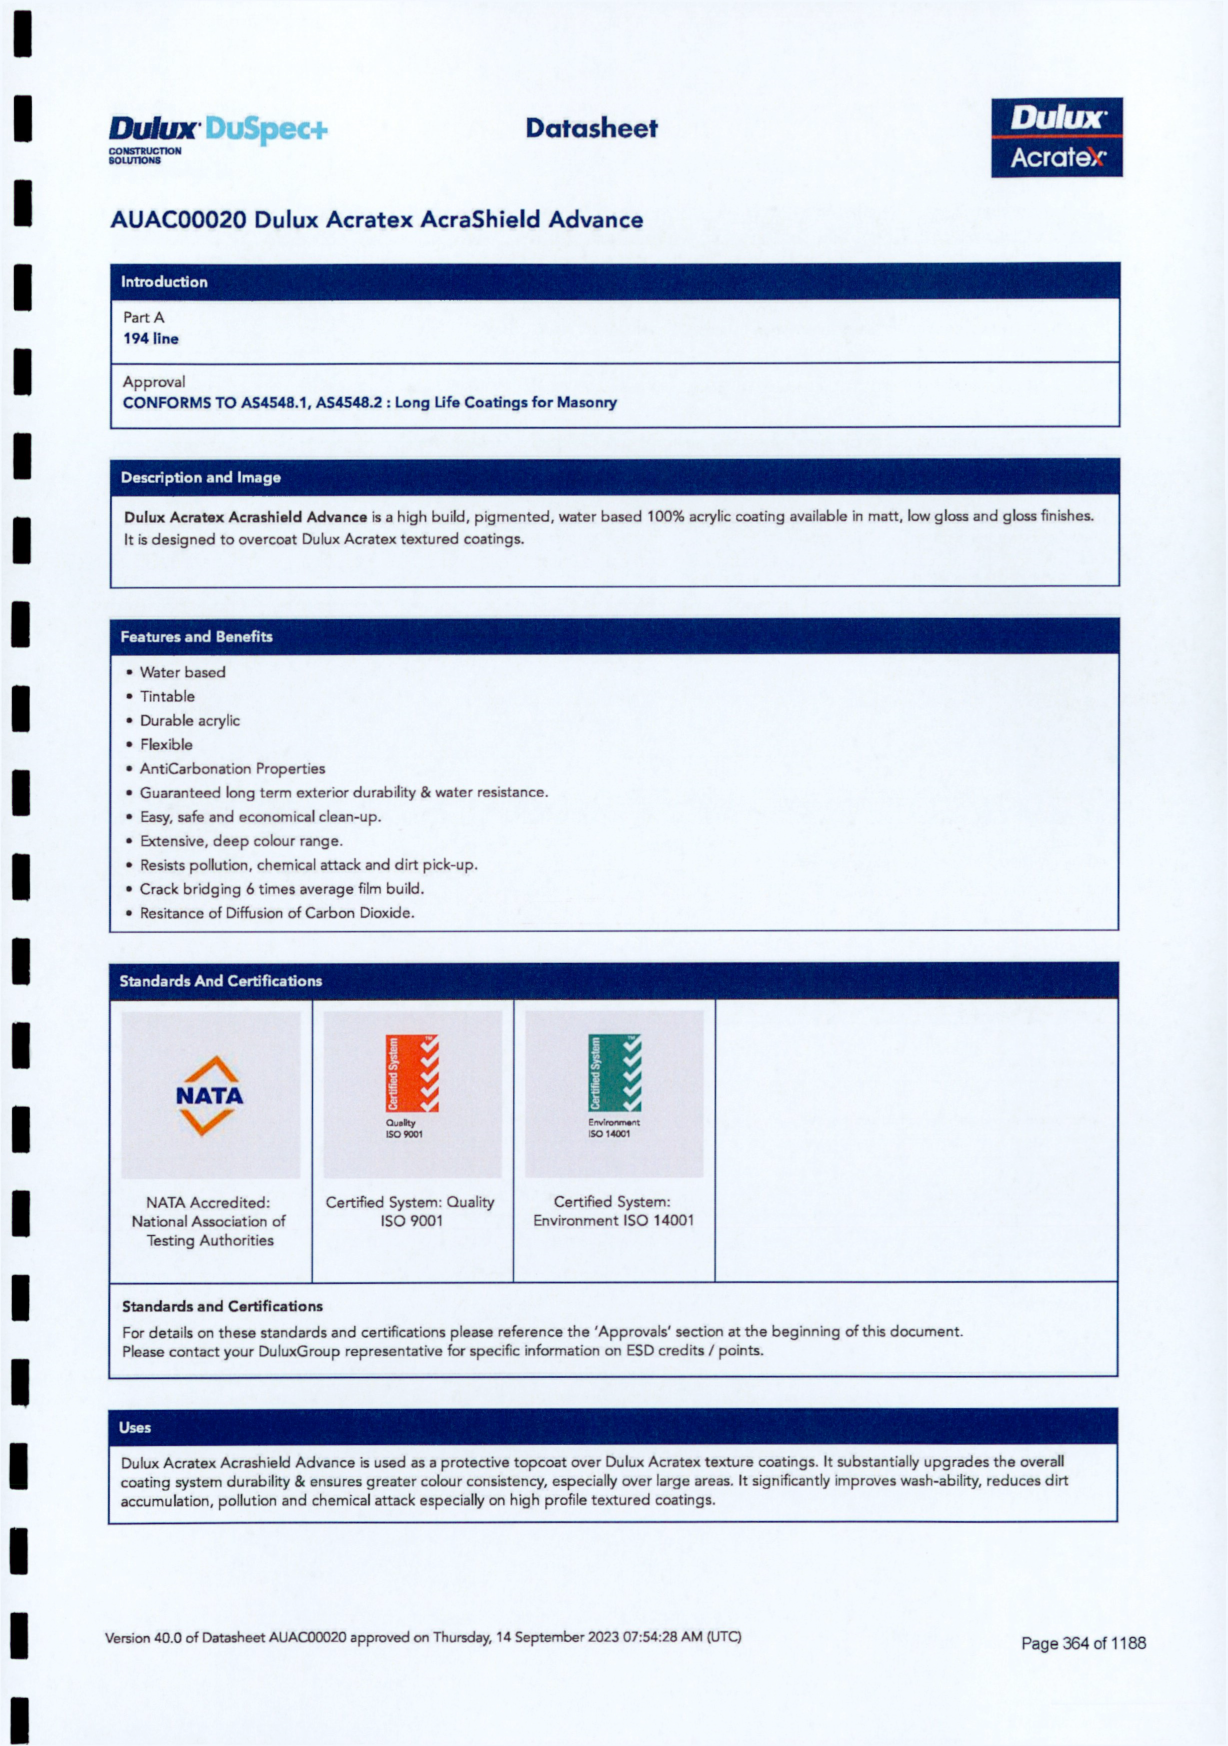 Dulux DuSpec+
CONSTRUCTION
SOLUTIONS
Datasheet
Dulux
Acratex
AUAC00020 Dulux Acratex AcraShield Advance
Introduction
Part A
194 line
Approval
CONFORMS TO AS4548.1, AS4548.2 : Long Life Coatings for Masonry
Description and Image
Dulux Acratex Acrashield Advance is a high build, pigmented, water based 100% acrylic coating available in matt, low gloss and gloss finishes.
It is designed to overcoat Dulux Acratex textured coatings.
Features and Benefits
• Water based
• Tintable
• Durable acrylic
• Flexible
• AntiCarbonation Properties
• Guaranteed long term exterior durability & water resistance.
• Easy, safe and economical clean-up.
• Extensive, deep colour range.
• Resists pollution, chemical attack and dirt pick-up.
• Crack bridging 6 times average film build.
• Resitance of Diffusion of Carbon Dioxide.
Standards And Certifications
NATA
Certified System
TM
Quality
ISO 9001
Certified System
TM
Environment
ISO 14001
NATA Accredited:
National Association of
Testing Authorities
Certified System: Quality
ISO 9001
Certified System:
Environment ISO 14001
Standards and Certifications
For details on these standards and certifications please reference the 'Approvals' section at the beginning of this document.
Please contact your DuluxGroup representative for specific information on ESD credits / points.
Uses
Dulux Acratex Acrashield Advance is used as a protective topcoat over Dulux Acratex texture coatings. It substantially upgrades the overall
coating system durability & ensures greater colour consistency, especially over large areas. It significantly improves wash-ability, reduces dirt
accumulation, pollution and chemical attack especially on high profile textured coatings.
Version 40.0 of Datasheet AUAC00020 approved on Thursday, 14 September 2023 07:54:28 AM (UTC)
Page 364 of 1188